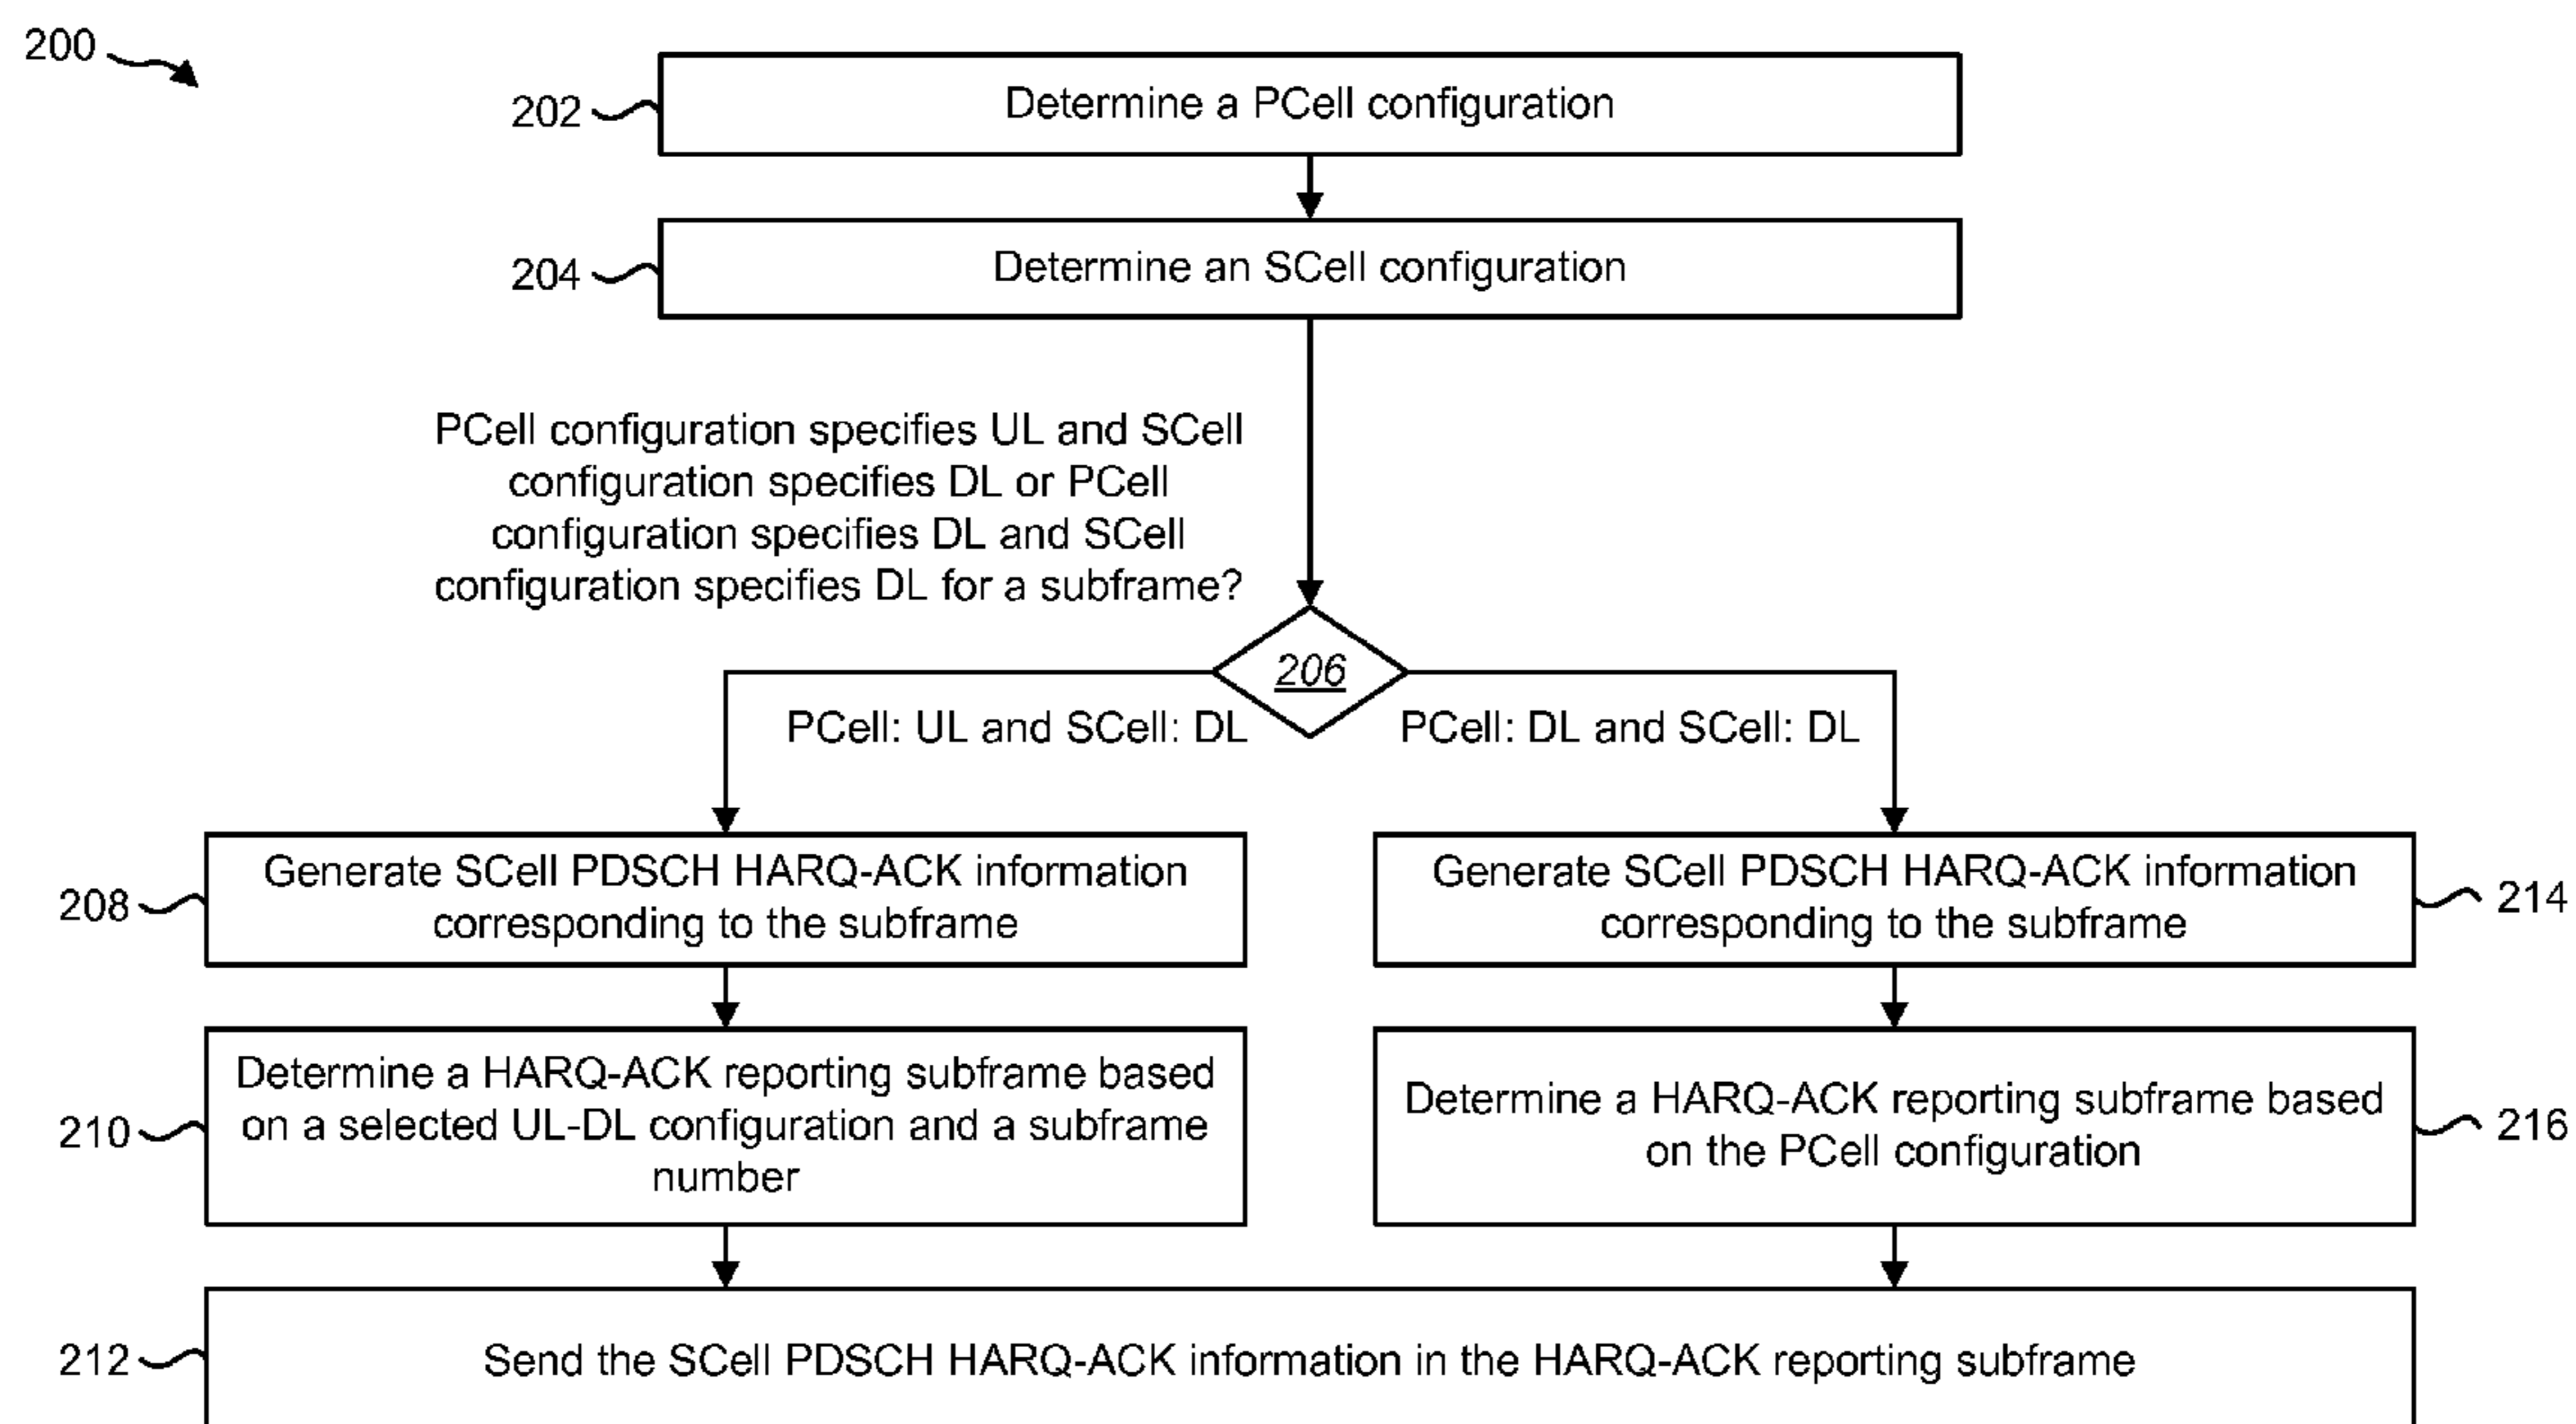 200
202
Determine a PCell configuration
204
Determine an SCell configuration
PCell configuration specifies UL and SCell
configuration specifies DL or PCell
configuration specifies DL and SCell
configuration specifies DL for a subframe?
206
PCell: UL and SCell: DL
PCell: DL and SCell: DL
208
Generate SCell PDSCH HARQ-ACK information
corresponding to the subframe
Generate SCell PDSCH HARQ-ACK information
corresponding to the subframe
214
210
Determine a HARQ-ACK reporting subframe based
on a selected UL-DL configuration and a subframe
number
Determine a HARQ-ACK reporting subframe based
on the PCell configuration
216
212
Send the SCell PDSCH HARQ-ACK information in the HARQ-ACK reporting subframe